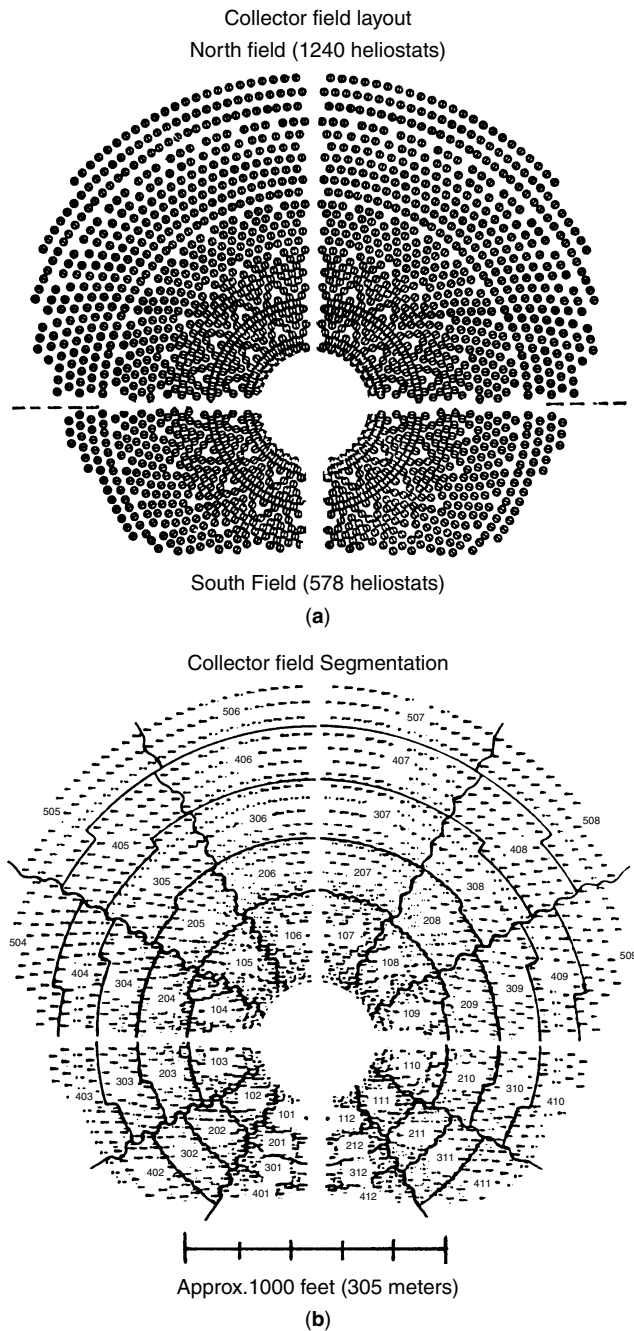 Collector field layout
North field (1240 heliostats)
South Field (578 heliostats)
(a)
Collector field Segmentation
506 507
406 407
505 306 307 508
405 408
206 207
305 308
205 208
504 106 107 509
105 108
404 409
304 204 309
104 109 209
103 110
303 203 210 310
403 102 111 410
101 112
202 211
302 201 212 311
402 301 312 411
401 412
Approx.1000 feet (305 meters)
(b)